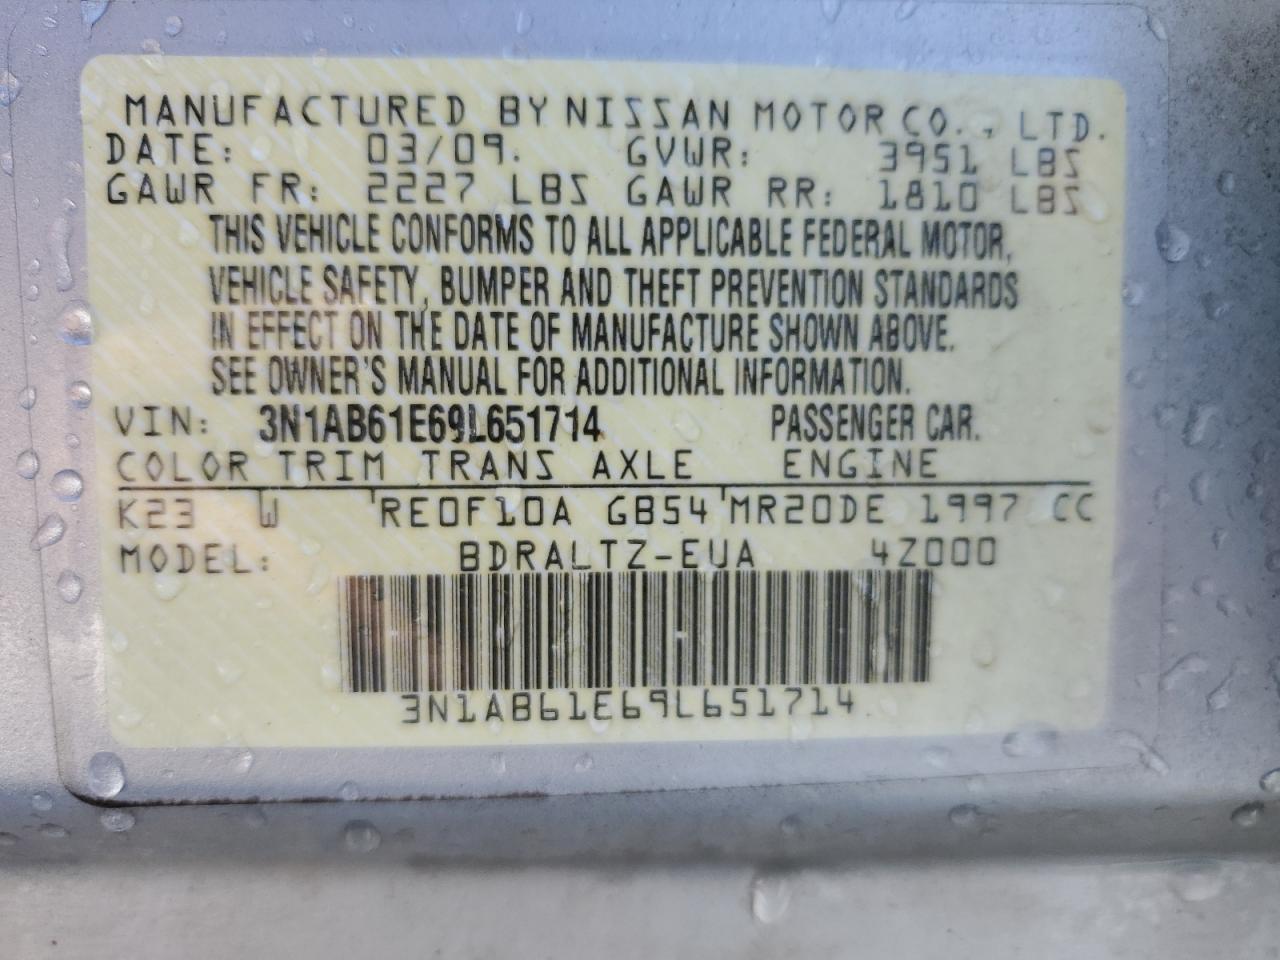 MANUFACTURED BY NISSAN MOTOR CO., LTD.
DATE: 03/09. GVWR: 3951 LBS
GAWR FR: 2227 LBS GAWR RR: 1810 LBS
THIS VEHICLE CONFORMS TO ALL APPLICABLE FEDERAL MOTOR,
VEHICLE SAFETY, BUMPER AND THEFT PREVENTION STANDARDS
IN EFFECT ON THE DATE OF MANUFACTURE SHOWN ABOVE.
SEE OWNER'S MANUAL FOR ADDITIONAL INFORMATION.
VIN: 3N1AB61E69L651714 PASSENGER CAR.
COLOR TRIM TRANS AXLE ENGINE
K23 W RE0F10A GB54 MR20DE 1997 CC
MODEL: BDRALTZ-EUA 4Z000
3N1AB61E69L651714